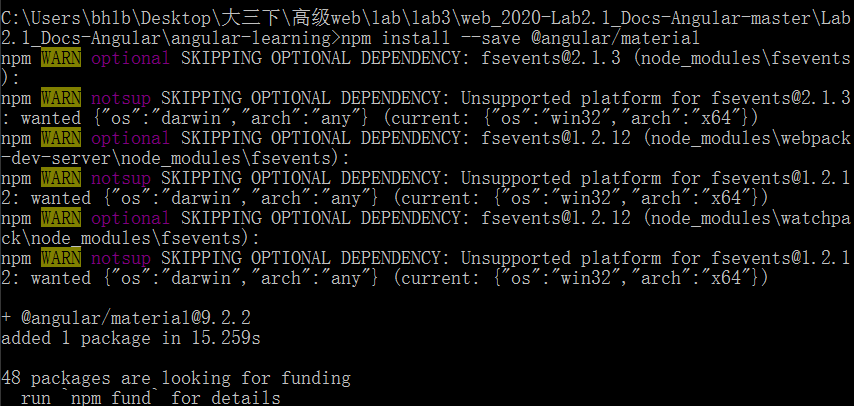 C:\Users\bhlb\Desktop\大三下\高级web\lab\lab3\web_2020-Lab2.1_Docs-Angular-master\Lab
2.1_Docs-Angular\angular-learning>npm install --save @angular/material
npm WARN optional SKIPPING OPTIONAL DEPENDENCY: fsevents@2.1.3 (node_modules\fsevents
):
npm WARN notsup SKIPPING OPTIONAL DEPENDENCY: Unsupported platform for fsevents@2.1.3
: wanted {"os":"darwin","arch":"any"} (current: {"os":"win32","arch":"x64"})
npm WARN optional SKIPPING OPTIONAL DEPENDENCY: fsevents@1.2.12 (node_modules\webpack
-dev-server\node_modules\fsevents):
npm WARN notsup SKIPPING OPTIONAL DEPENDENCY: Unsupported platform for fsevents@1.2.1
2: wanted {"os":"darwin","arch":"any"} (current: {"os":"win32","arch":"x64"})
npm WARN optional SKIPPING OPTIONAL DEPENDENCY: fsevents@1.2.12 (node_modules\watchpa
ck\node_modules\fsevents):
npm WARN notsup SKIPPING OPTIONAL DEPENDENCY: Unsupported platform for fsevents@1.2.1
2: wanted {"os":"darwin","arch":"any"} (current: {"os":"win32","arch":"x64"})
+ @angular/material@9.2.2
added 1 package in 15.259s
48 packages are looking for funding
run `npm fund` for details